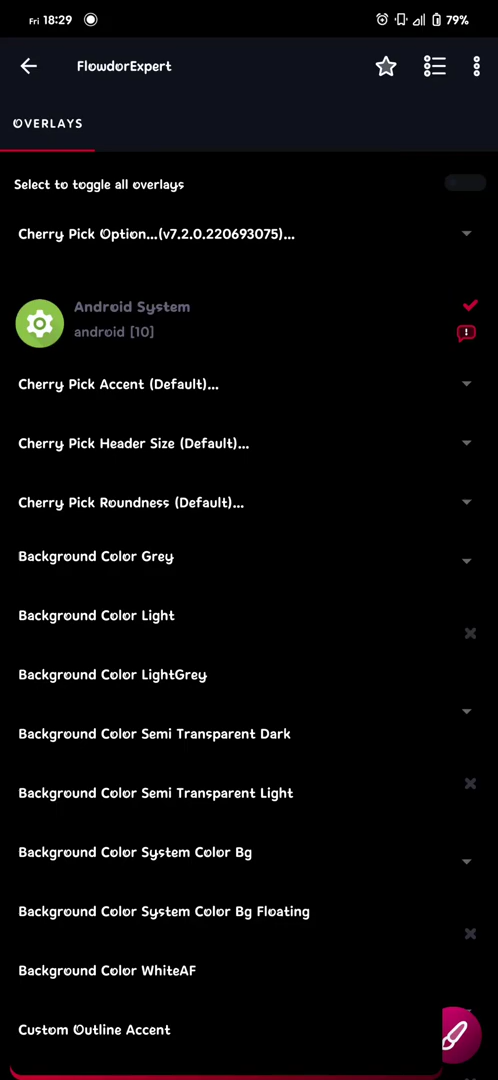 Fri 18:29
79%
FlowdorExpert
OVERLAYS
Select to toggle all overlays
Cherry Pick Option...(v7.2.0.220693075)...
Android System
android [10]
Cherry Pick Accent (Default)...
Cherry Pick Header Size (Default)...
Cherry Pick Roundness (Default)...
Background Color Grey
Background Color Light
Background Color LightGrey
Background Color Semi Transparent Dark
Background Color Semi Transparent Light
Background Color System Color Bg
Background Color System Color Bg Floating
Background Color WhiteAF
Custom Outline Accent